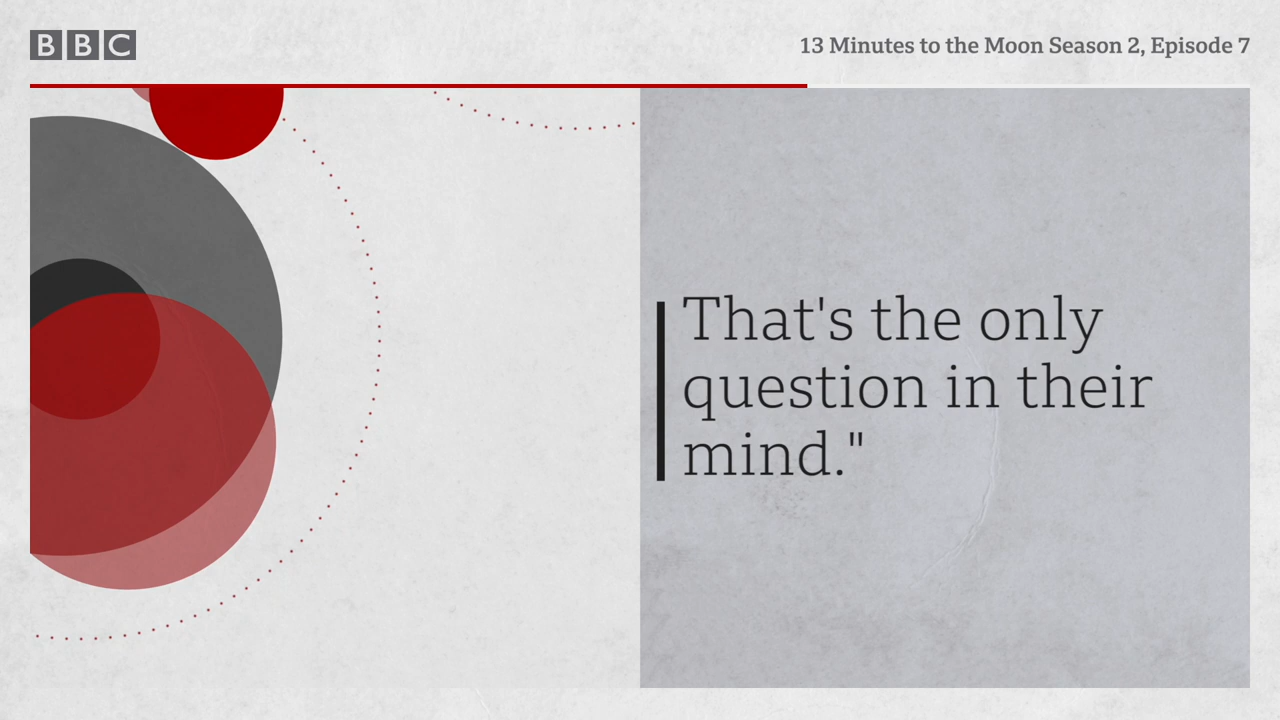 BBC
13 Minutes to the Moon Season 2, Episode 7
That's the only
question in their
mind."